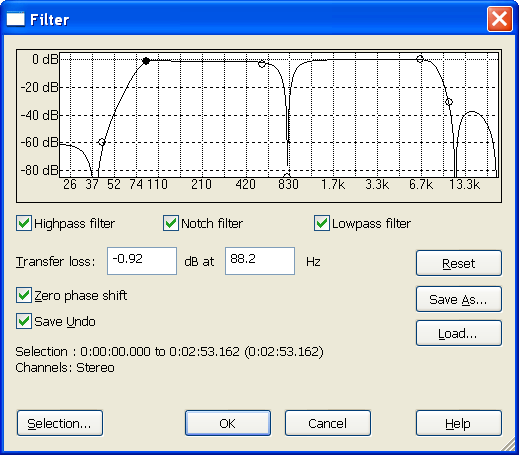 Filter
0 dB
-20 dB
-40 dB
-60 dB
-80 dB
26 37 52 74 110 210 420 830 1.7k 3.3k 6.7k 13.3k
Highpass filter Notch filter Lowpass filter
Transfer loss: -0.92 dB at 88.2 Hz Reset
Zero phase shift Save As...
Save Undo Load...
Selection : 0:00:00.000 to 0:02:53.162 (0:02:53.162)
Channels: Stereo
Selection... OK Cancel Help